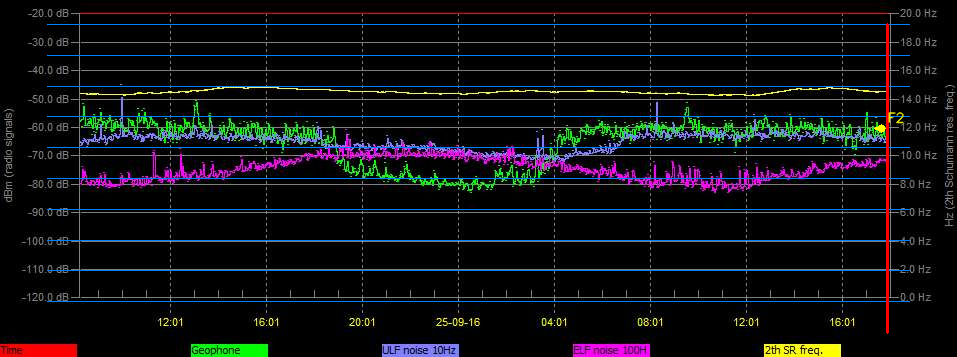 -20.0 dB 20.0 Hz
-30.0 dB 18.0 Hz
-40.0 dB 16.0 Hz
-50.0 dB 14.0 Hz
F2
-60.0 dB 12.0 Hz
-70.0 dB 10.0 Hz
-80.0 dB 8.0 Hz
-90.0 dB 6.0 Hz
-100.0 dB 4.0 Hz
-110.0 dB 2.0 Hz
-120.0 dB 0.0 Hz
dBm (radio signals)
Hz (2th Schumann res. freq.)
12:01 16:01 20:01 25-09-16 04:01 08:01 12:01 16:01
Time Geophone ULF noise 10Hz ELF noise 100H 2th SR freq.